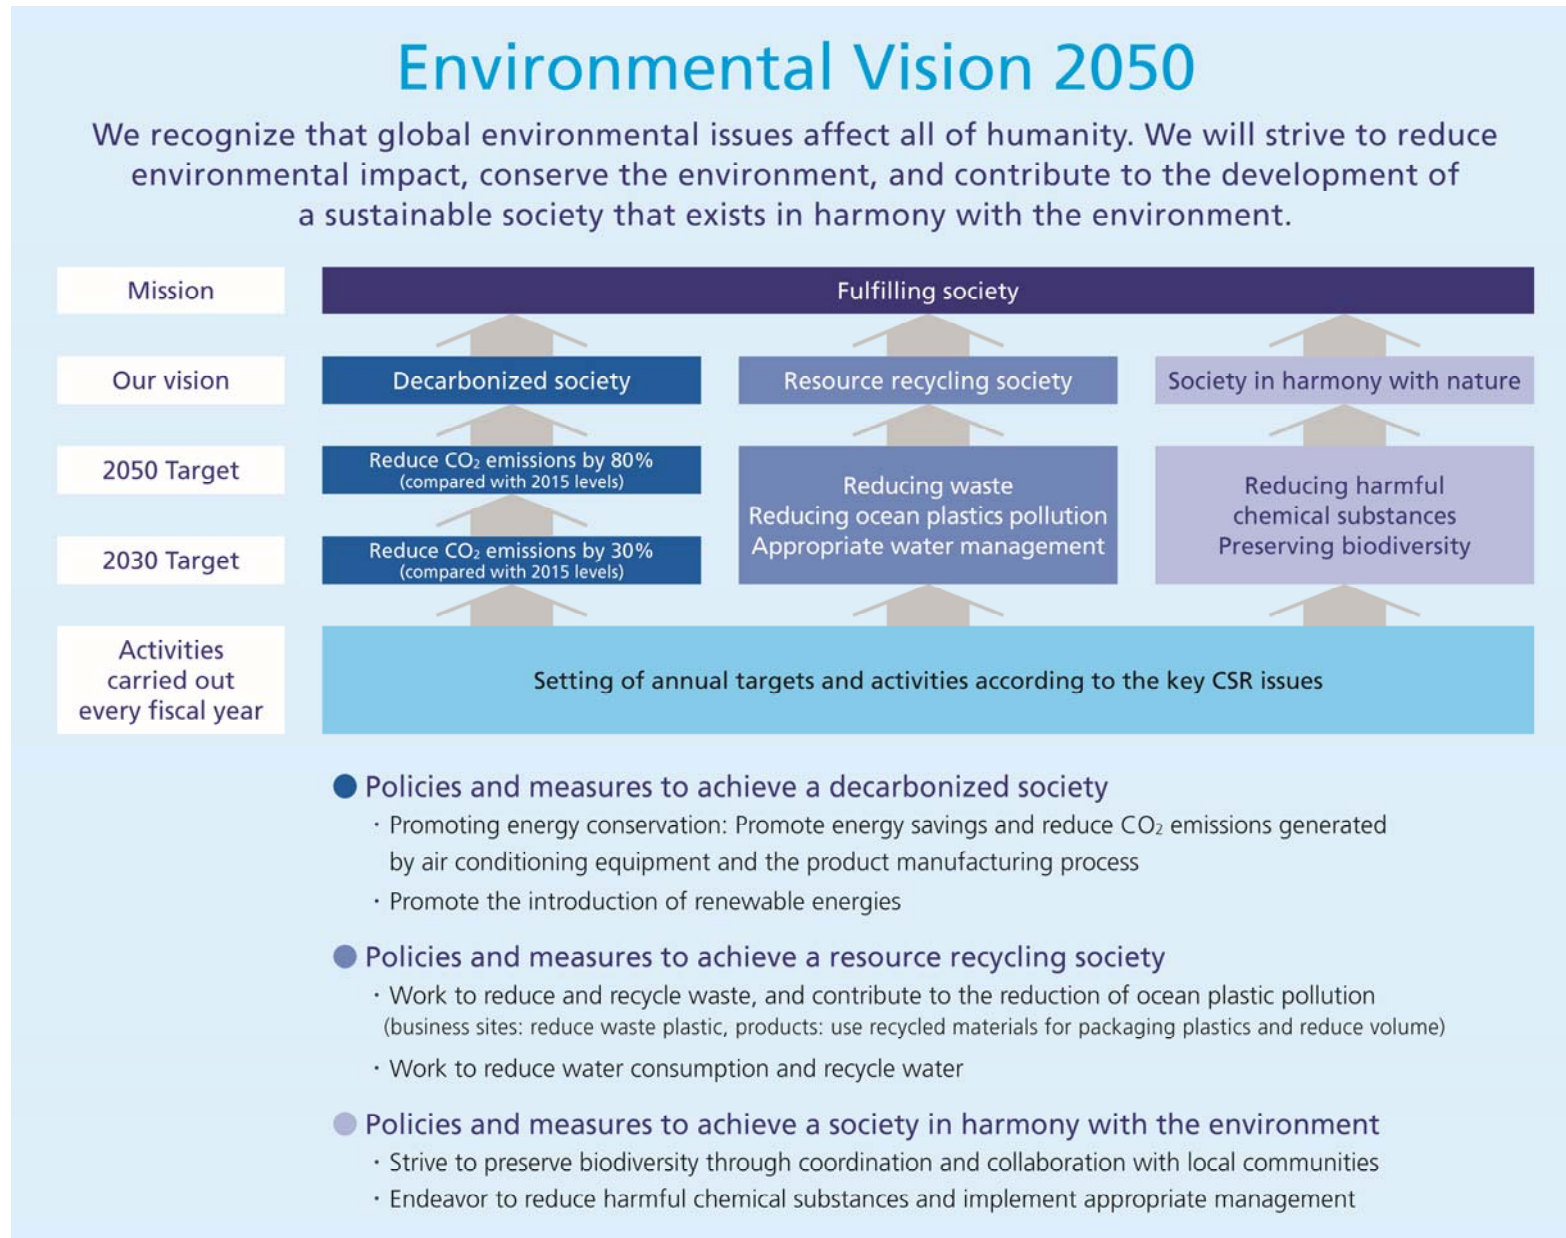 Environmental Vision 2050
We recognize that global environmental issues affect all of humanity. We will strive to reduce
environmental impact, conserve the environment, and contribute to the development of
a sustainable society that exists in harmony with the environment.
Mission
Fulfilling society
Our vision
Decarbonized society
Resource recycling society
Society in harmony with nature
2050 Target
Reduce CO₂ emissions by 80%
(compared with 2015 levels)
2030 Target
Reduce CO₂ emissions by 30%
(compared with 2015 levels)
Reducing waste
Reducing ocean plastics pollution
Appropriate water management
Reducing harmful
chemical substances
Preserving biodiversity
Activities
carried out
every fiscal year
Setting of annual targets and activities according to the key CSR issues
● Policies and measures to achieve a decarbonized society
・Promoting energy conservation: Promote energy savings and reduce CO₂ emissions generated
by air conditioning equipment and the product manufacturing process
・Promote the introduction of renewable energies
● Policies and measures to achieve a resource recycling society
・Work to reduce and recycle waste, and contribute to the reduction of ocean plastic pollution
(business sites: reduce waste plastic, products: use recycled materials for packaging plastics and reduce volume)
・Work to reduce water consumption and recycle water
● Policies and measures to achieve a society in harmony with the environment
・Strive to preserve biodiversity through coordination and collaboration with local communities
・Endeavor to reduce harmful chemical substances and implement appropriate management